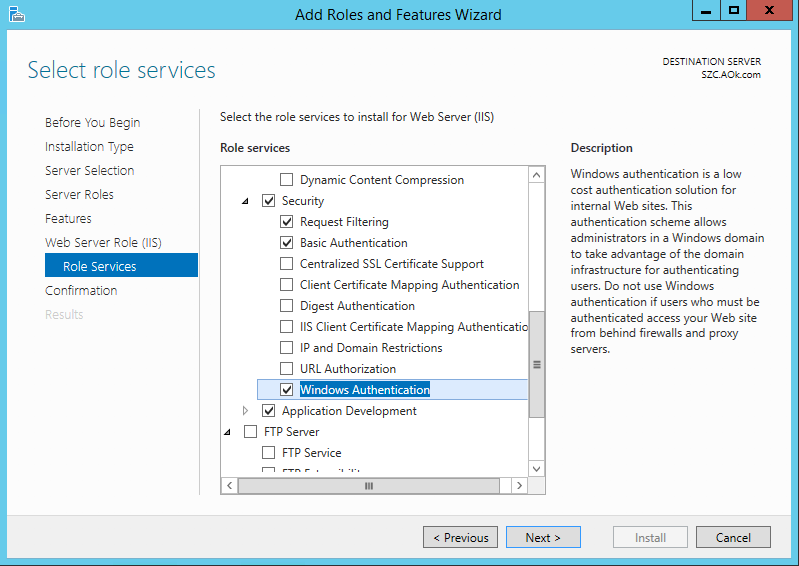 Add Roles and Features Wizard
Select role services
DESTINATION SERVER
SZC.AOk.com
Before You Begin
Installation Type
Server Selection
Server Roles
Features
Web Server Role (IIS)
Role Services
Confirmation
Results
Select the role services to install for Web Server (IIS)
Role services
Dynamic Content Compression
Security
Request Filtering
Basic Authentication
Centralized SSL Certificate Support
Client Certificate Mapping Authentication
Digest Authentication
IIS Client Certificate Mapping Authenticatio
IP and Domain Restrictions
URL Authorization
Windows Authentication
Application Development
FTP Server
FTP Service
Description
Windows authentication is a low
cost authentication solution for
internal Web sites. This
authentication scheme allows
administrators in a Windows domain
to take advantage of the domain
infrastructure for authenticating
users. Do not use Windows
authentication if users who must be
authenticated access your Web site
from behind firewalls and proxy
servers.
< Previous
Next >
Install
Cancel